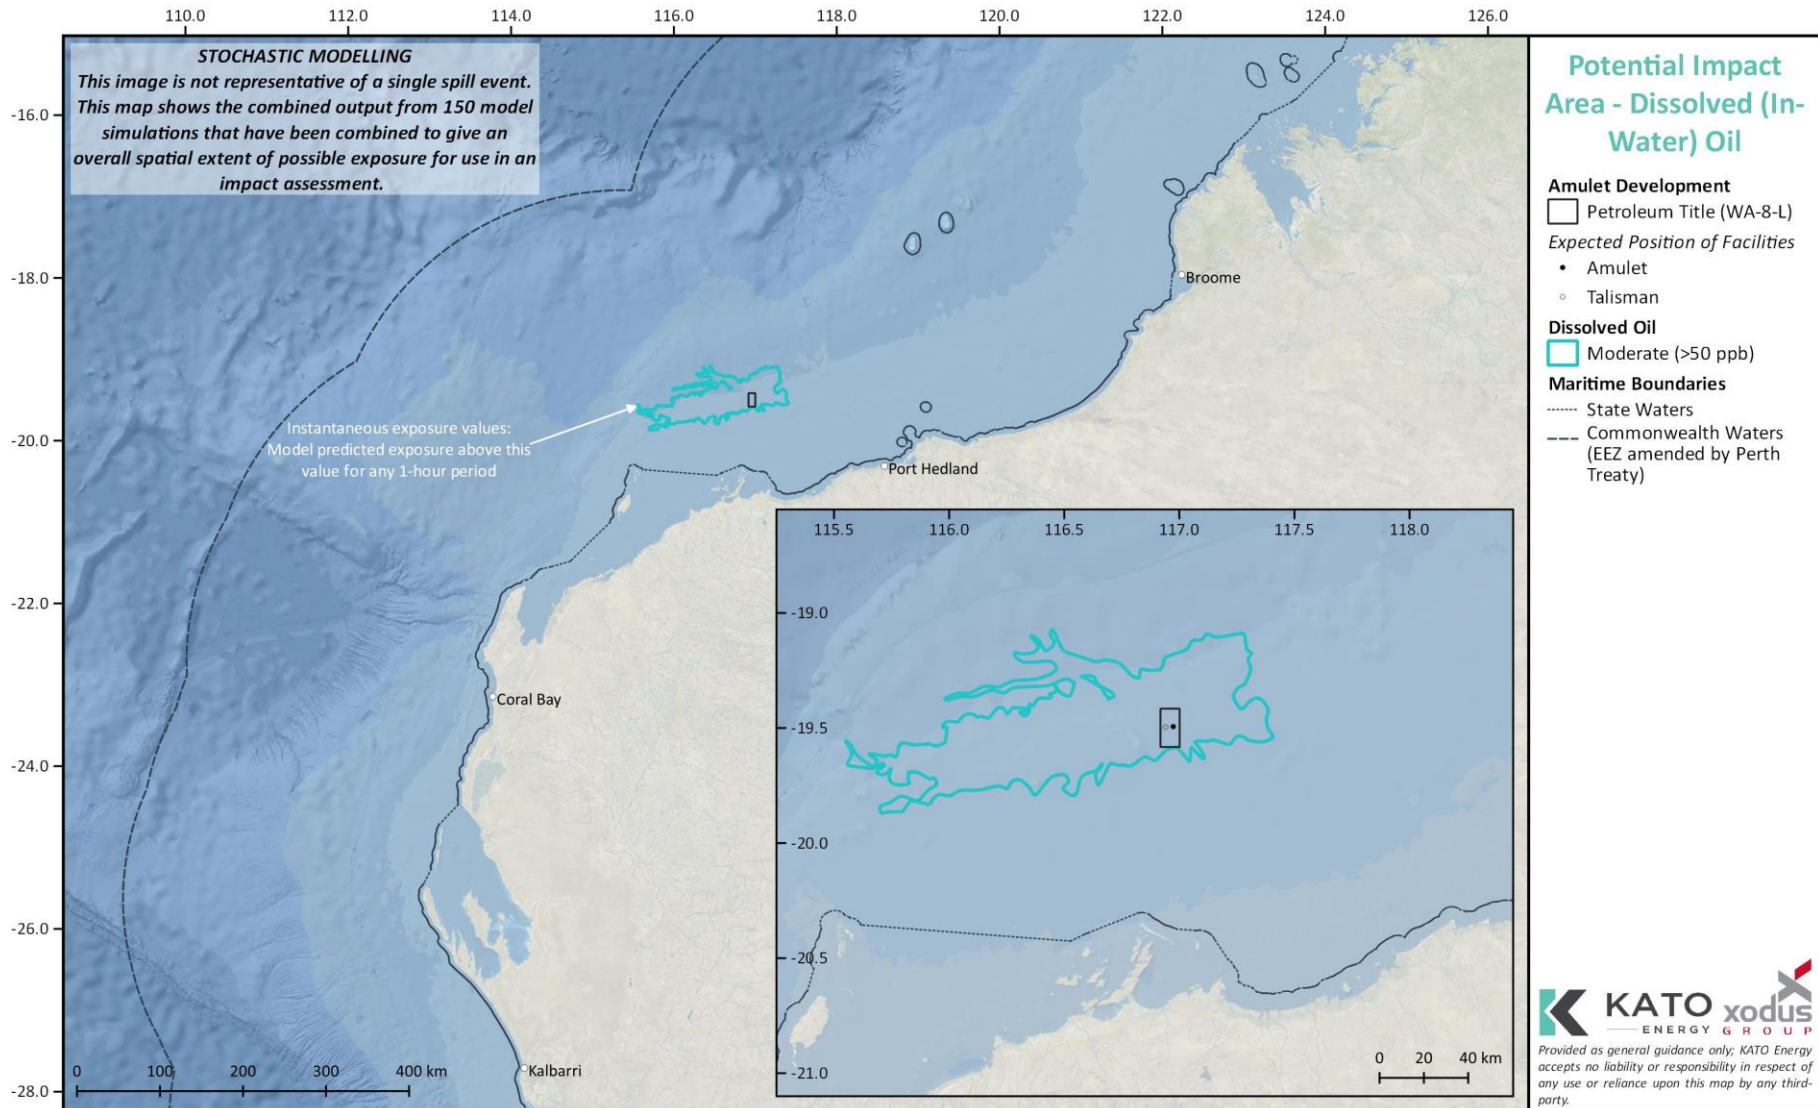 110.0
112.0
114.0
116.0
118.0
120.0
122.0
124.0
126.0
-16.0
-18.0
-20.0
-22.0
-24.0
-26.0
-28.0
STOCHASTIC MODELLING
This image is not representative of a single spill event.
This map shows the combined output from 150 model
simulations that have been combined to give an
overall spatial extent of possible exposure for use in an
impact assessment.
Broome
Instantaneous exposure values:
Model predicted exposure above this
value for any 1-hour period
Port Hedland
Coral Bay
Kalbarri
0 100 200 300 400 km
115.5
116.0
116.5
117.0
117.5
118.0
-19.0
-19.5
-20.0
-20.5
-21.0
0 20 40 km
Potential Impact
Area - Dissolved (In-
Water) Oil
Amulet Development
Petroleum Title (WA-8-L)
Expected Position of Facilities
Amulet
Talisman
Dissolved Oil
Moderate (>50 ppb)
Maritime Boundaries
State Waters
Commonwealth Waters
(EEZ amended by Perth
Treaty)
KATO
ENERGY
xodus
GROUP
Provided as general guidance only; KATO Energy
accepts no liability or responsibility in respect of
any use or reliance upon this map by any third-
party.